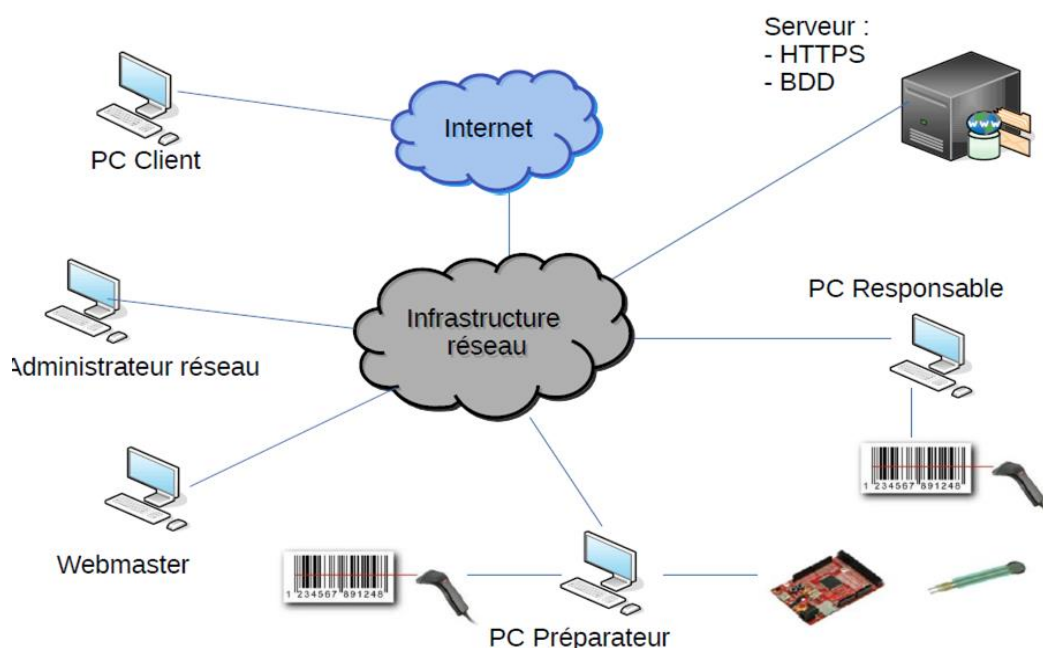 Serveur :
- HTTPS
- BDD
Internet
www
PC Client
PC Responsable
Infrastructure
réseau
Administrateur réseau
1 234567 891248
Webmaster
1 234567 891248
PC Préparateur